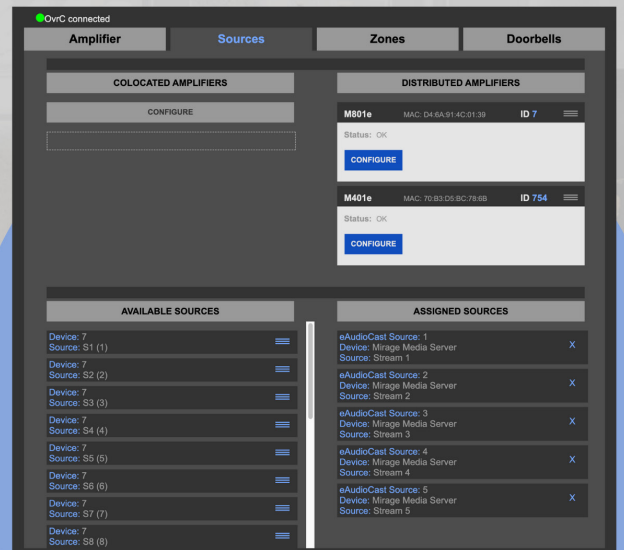 OvrC connected
Amplifier
Sources
Zones
Doorbells
COLOCATED AMPLIFIERS
CONFIGURE
DISTRIBUTED AMPLIFIERS
M801e MAC: D4:6A:91:4C:01:39 ID 7
Status: OK
CONFIGURE
M401e MAC: 70:B3:D5:BC:78:6B ID 754
Status: OK
CONFIGURE
AVAILABLE SOURCES
Device: 7
Source: S1 (1)
Device: 7
Source: S2 (2)
Device: 7
Source: S3 (3)
Device: 7
Source: S4 (4)
Device: 7
Source: S5 (5)
Device: 7
Source: S6 (6)
Device: 7
Source: S7 (7)
Device: 7
Source: S8 (8)
ASSIGNED SOURCES
eAudioCast Source: 1
Device: Mirage Media Server
Source: Stream 1
X
eAudioCast Source: 2
Device: Mirage Media Server
Source: Stream 2
X
eAudioCast Source: 3
Device: Mirage Media Server
Source: Stream 3
X
eAudioCast Source: 4
Device: Mirage Media Server
Source: Stream 4
X
eAudioCast Source: 5
Device: Mirage Media Server
Source: Stream 5
X